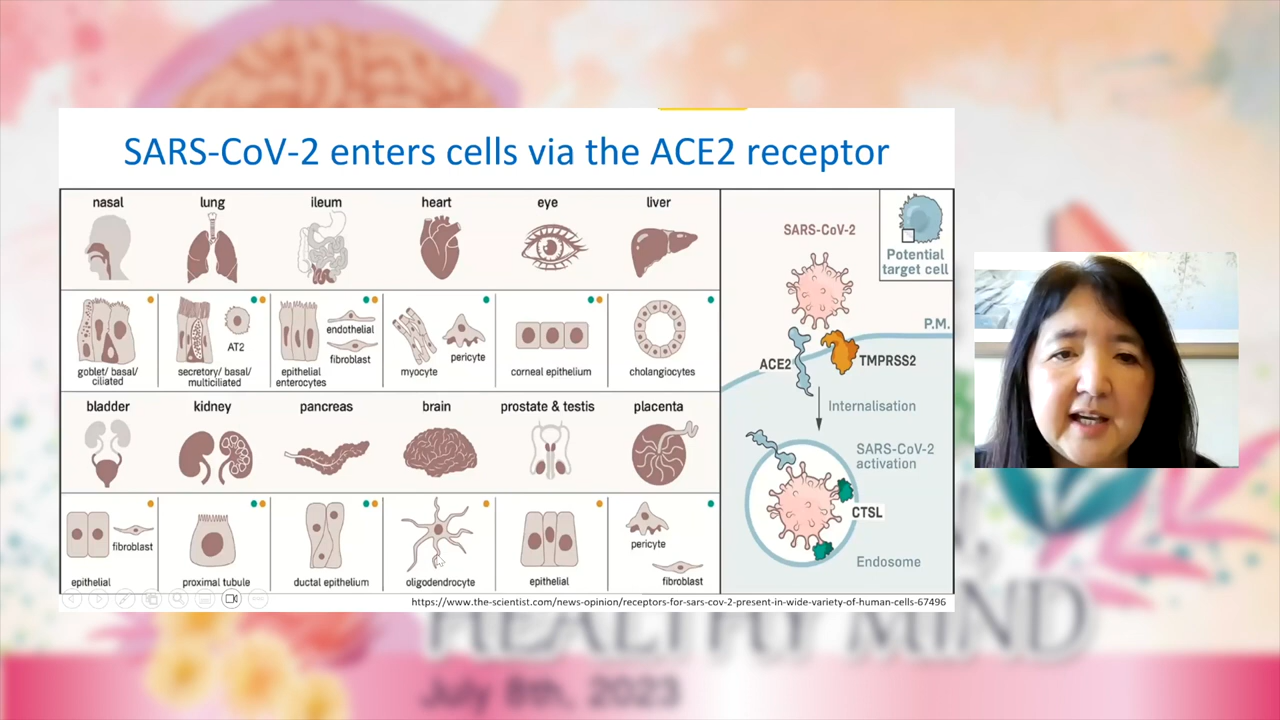 SARS-CoV-2 enters cells via the ACE2 receptor
nasal
lung
ileum
heart
eye
liver
goblet/ basal/
ciliated
AT2
secretory/ basal/
multiciliated
endothelial
fibroblast
epithelial
enterocytes
pericyte
myocyte
corneal epithelium
cholangiocytes
bladder
kidney
pancreas
brain
prostate & testis
placenta
fibroblast
epithelial
proximal tubule
ductal epithelium
oligodendrocyte
epithelial
pericyte
fibroblast
SARS-CoV-2
Potential
target cell
P.M.
ACE2
TMPRSS2
Internalisation
SARS-CoV-2
activation
CTSL
Endosome
https://www.the-scientist.com/news-opinion/receptors-for-sars-cov-2-present-in-wide-variety-of-human-cells-67496
HEALTHY MIND
July 8th, 2023